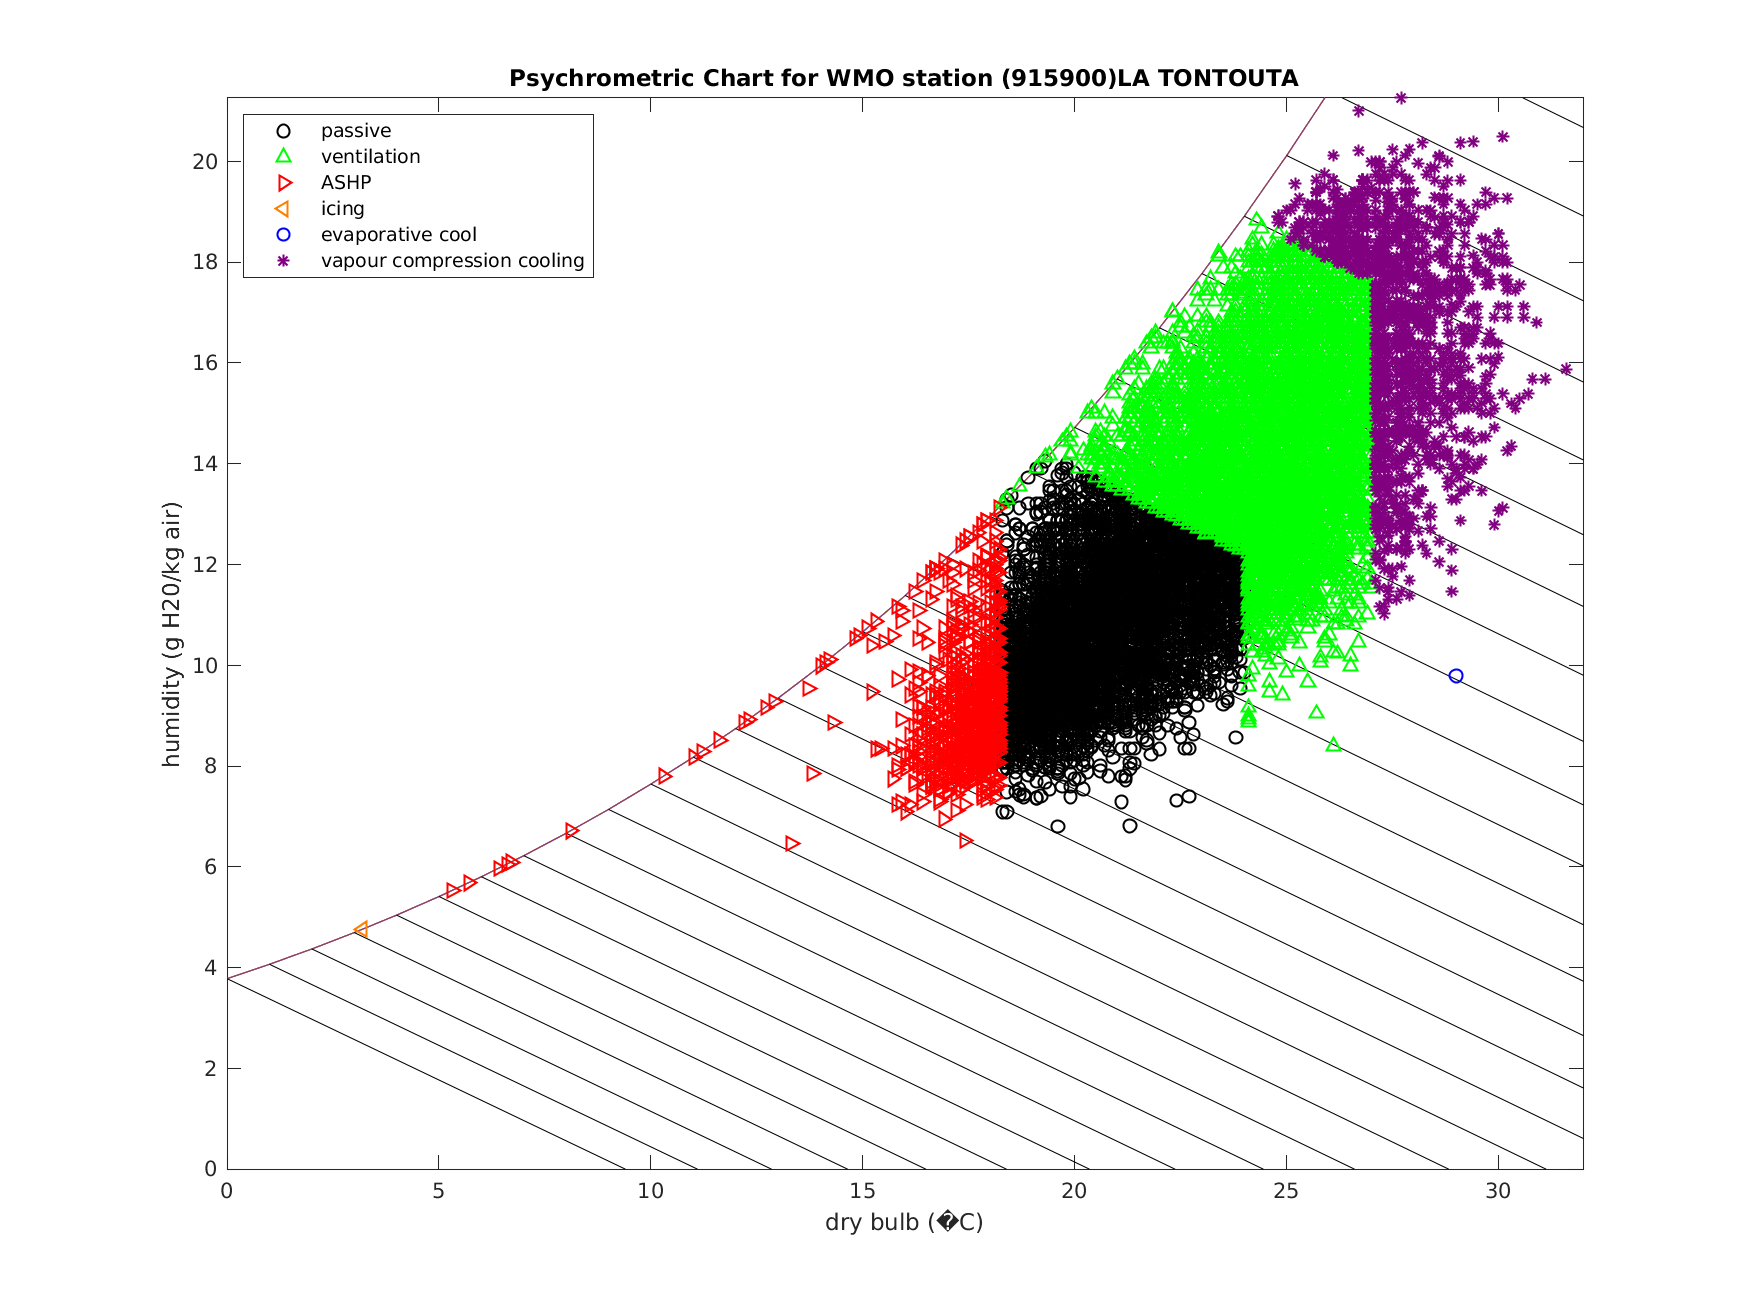 Psychrometric Chart for WMO station (915900)LA TONTOUTA
passive
ventilation
ASHP
icing
evaporative cool
vapour compression cooling
humidity (g H20/kg air)
20
18
16
14
12
10
8
6
4
2
0
0 5 10 15 20 25 30
dry bulb (�C)